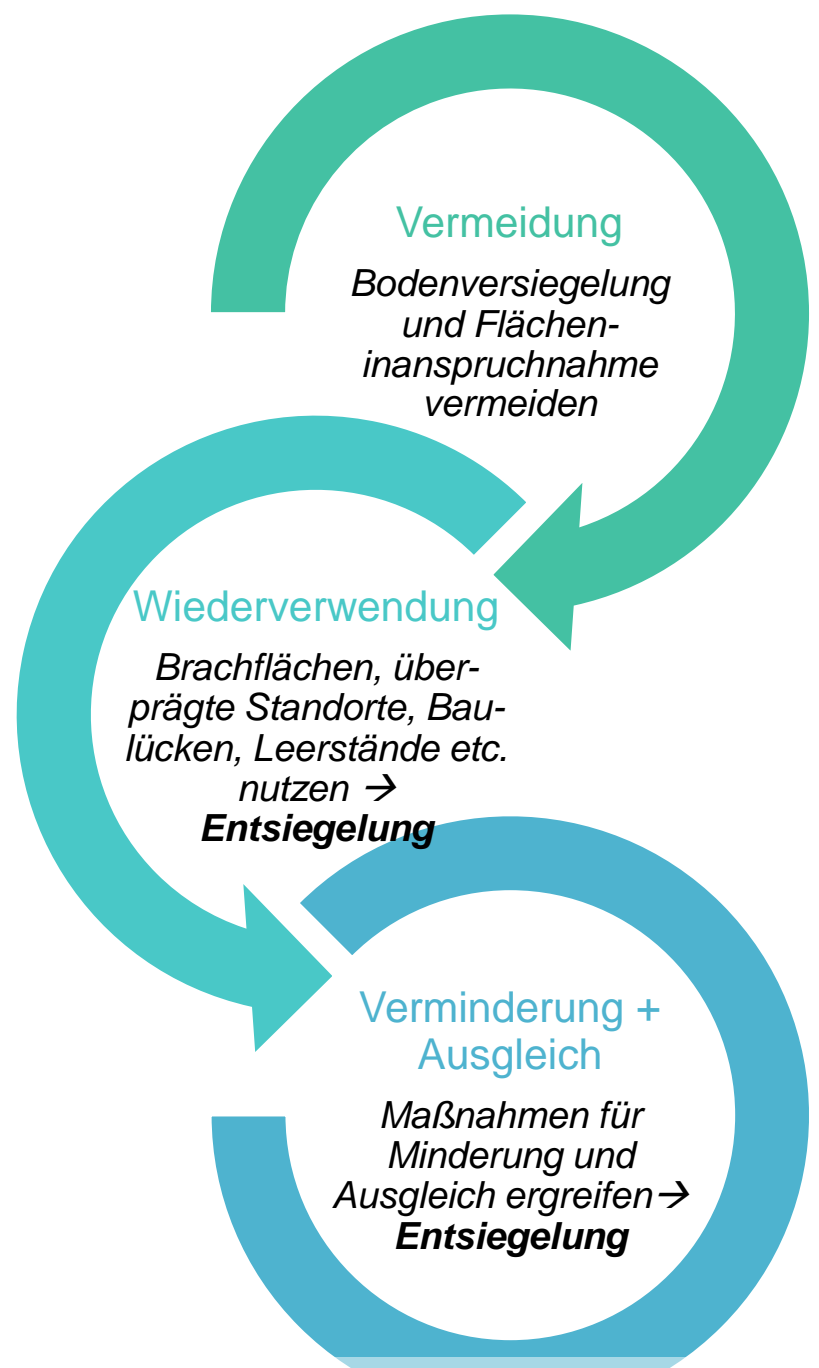 Vermeidung
Bodenversiegelung
und Flächen-
inanspruchnahme
vermeiden
Wiederverwendung
Brachflächen, über-
prägte Standorte, Bau-
lücken, Leerstände etc.
nutzen →
Entsiegelung
Verminderung +
Ausgleich
Maßnahmen für
Minderung und
Ausgleich ergreifen→
Entsiegelung